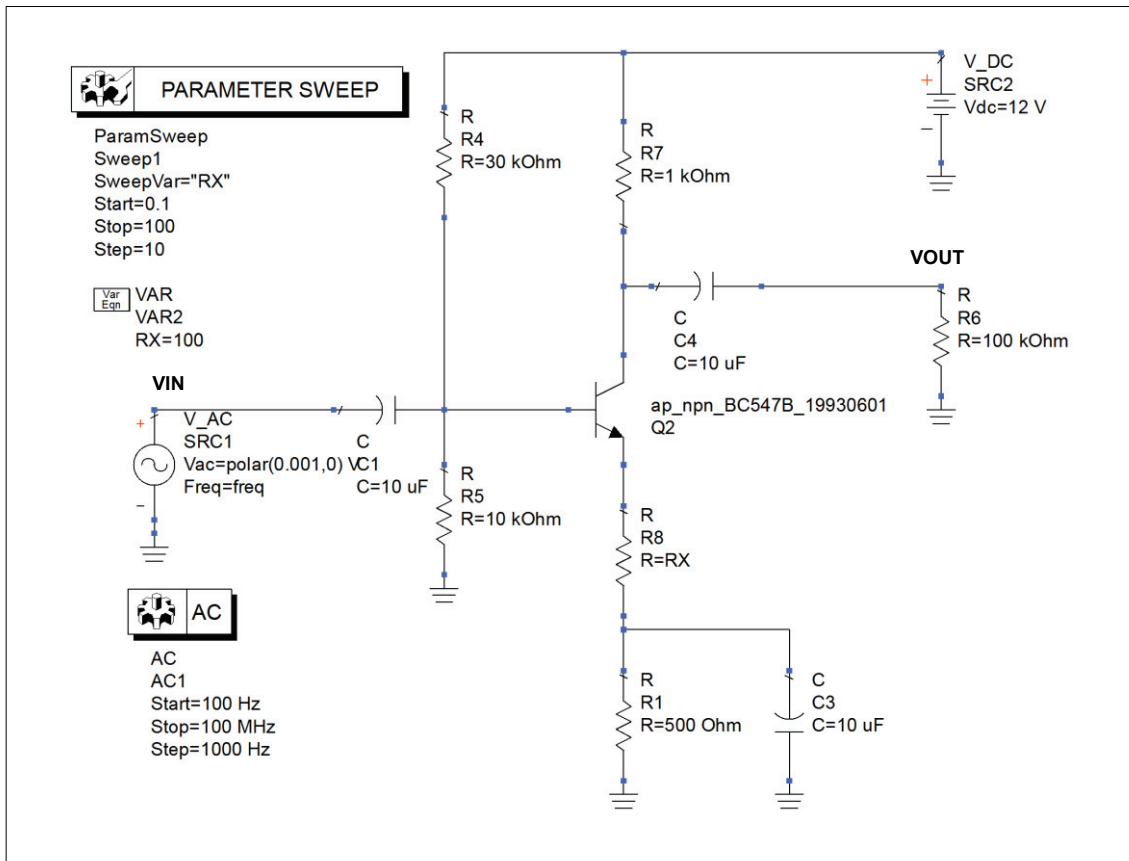 PARAMETER SWEEP
ParamSweep
Sweep1
SweepVar="RX"
Start=0.1
Stop=100
Step=10
Var
Eqn
VAR
VAR2
RX=100
R
R4
R=30 kOhm
R
R7
R=1 kOhm
V_DC
SRC2
+
Vdc=12 V
−
VOUT
R
R6
R=100 kOhm
C
C4
C=10 uF
VIN
+
V_AC
SRC1
Vac=polar(0.001,0) V
Freq=freq
−
C
C1
C=10 uF
ap_npn_BC547B_19930601
Q2
R
R5
R=10 kOhm
R
R8
R=RX
AC
AC
AC1
Start=100 Hz
Stop=100 MHz
Step=1000 Hz
R
R1
R=500 Ohm
C
C3
C=10 uF